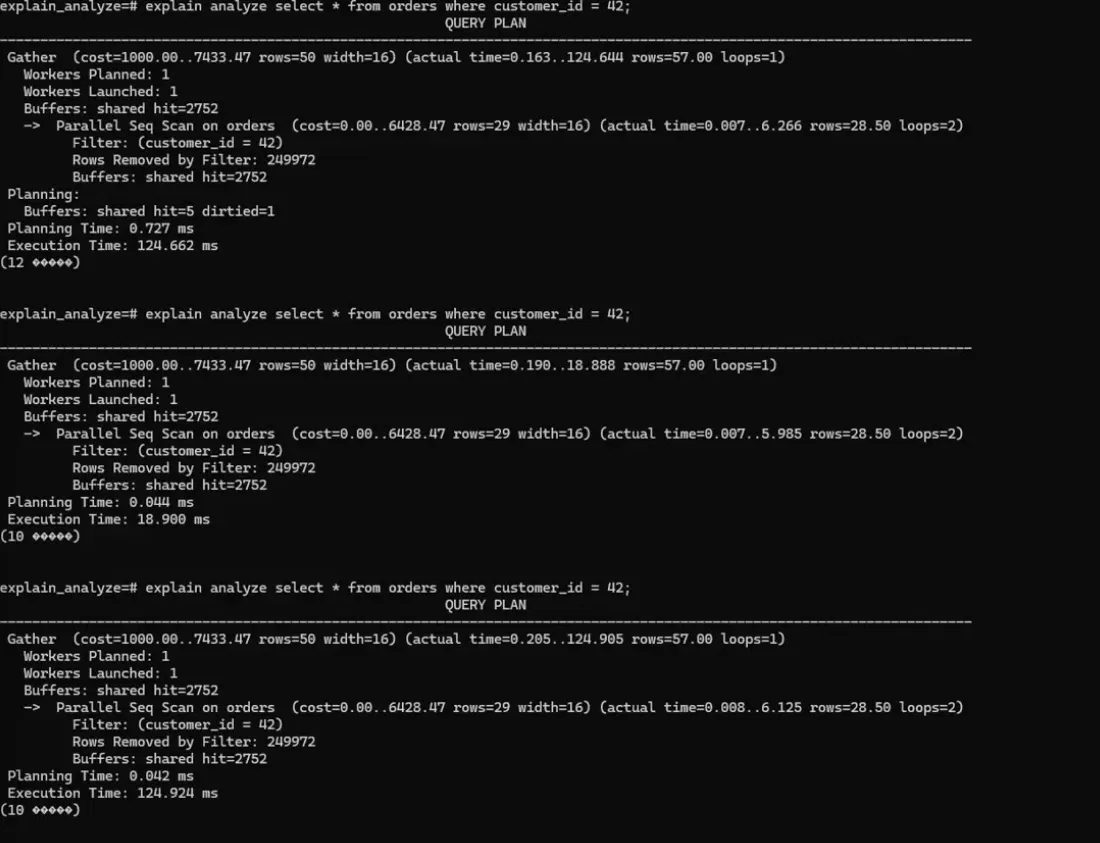 explain_analyze=# explain analyze select * from orders where customer_id = 42;
QUERY PLAN
Gather  (cost=1000.00..7433.47 rows=50 width=16) (actual time=0.163..124.644 rows=57.00 loops=1)
Workers Planned: 1
Workers Launched: 1
Buffers: shared hit=2752
->  Parallel Seq Scan on orders  (cost=0.00..6428.47 rows=29 width=16) (actual time=0.007..6.266 rows=28.50 loops=2)
Filter: (customer_id = 42)
Rows Removed by Filter: 249972
Buffers: shared hit=2752
Planning:
Buffers: shared hit=5 dirtied=1
Planning Time: 0.727 ms
Execution Time: 124.662 ms
(12 �����)
explain_analyze=# explain analyze select * from orders where customer_id = 42;
QUERY PLAN
Gather  (cost=1000.00..7433.47 rows=50 width=16) (actual time=0.190..18.888 rows=57.00 loops=1)
Workers Planned: 1
Workers Launched: 1
Buffers: shared hit=2752
->  Parallel Seq Scan on orders  (cost=0.00..6428.47 rows=29 width=16) (actual time=0.007..5.985 rows=28.50 loops=2)
Filter: (customer_id = 42)
Rows Removed by Filter: 249972
Buffers: shared hit=2752
Planning Time: 0.044 ms
Execution Time: 18.900 ms
(10 �����)
explain_analyze=# explain analyze select * from orders where customer_id = 42;
QUERY PLAN
Gather  (cost=1000.00..7433.47 rows=50 width=16) (actual time=0.205..124.905 rows=57.00 loops=1)
Workers Planned: 1
Workers Launched: 1
Buffers: shared hit=2752
->  Parallel Seq Scan on orders  (cost=0.00..6428.47 rows=29 width=16) (actual time=0.008..6.125 rows=28.50 loops=2)
Filter: (customer_id = 42)
Rows Removed by Filter: 249972
Buffers: shared hit=2752
Planning Time: 0.042 ms
Execution Time: 124.924 ms
(10 �����)